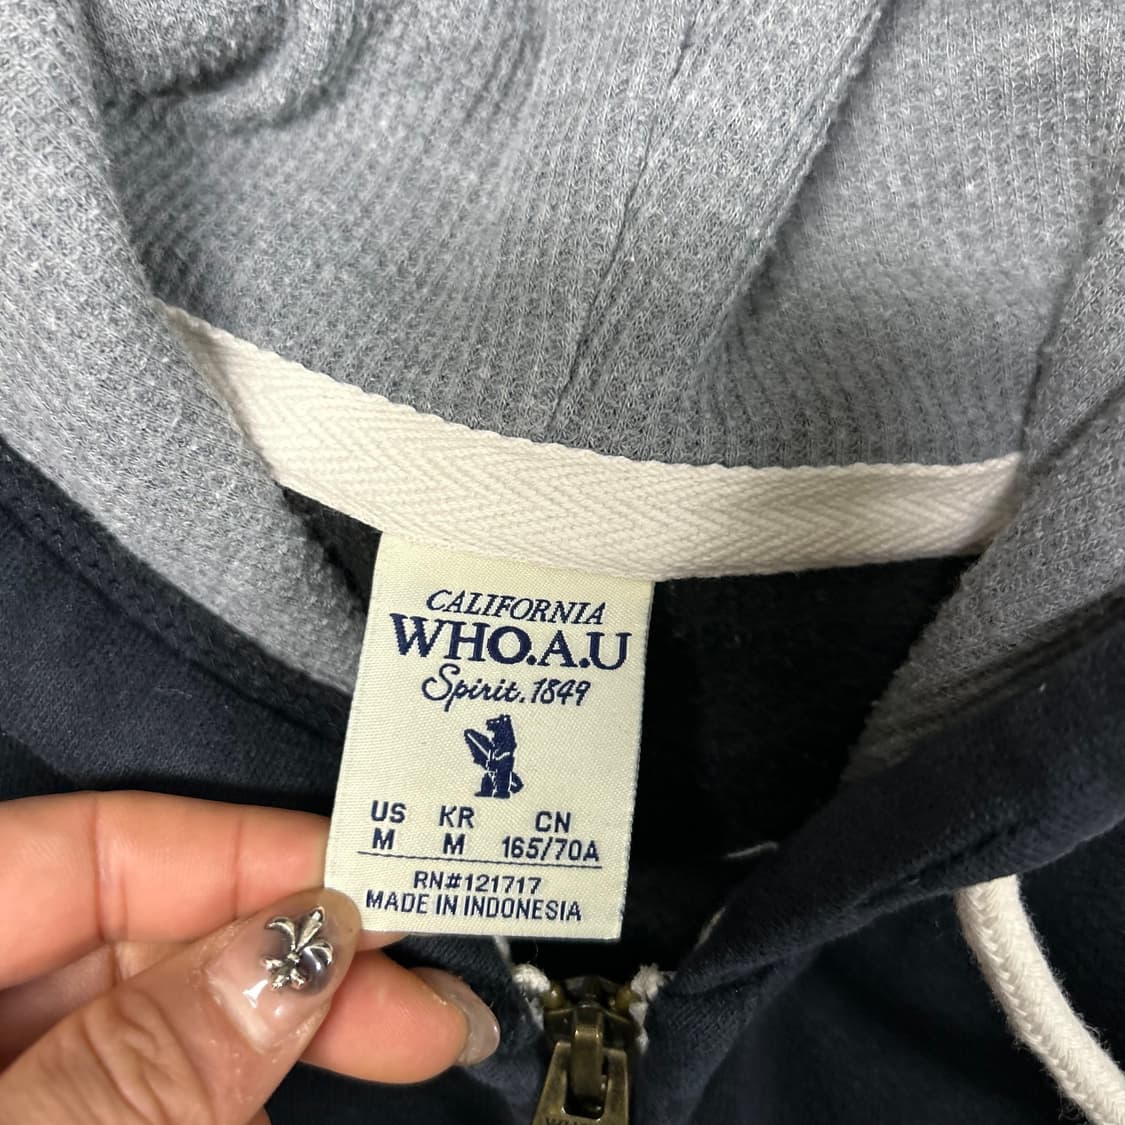 CALIFORNIA
WHO.A.U
Spirit.1849
US KR CN
M M 165/70A
RN#121717
MADE IN INDONESIA